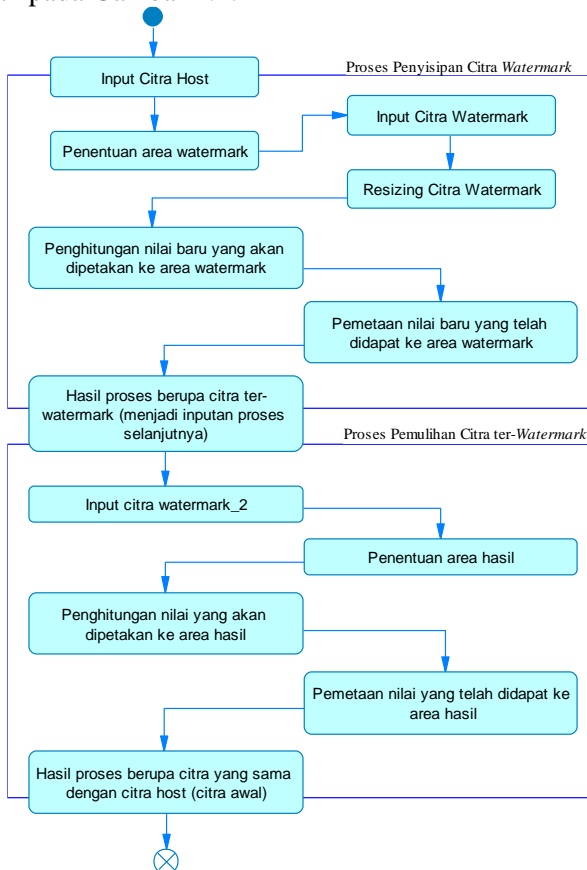 pada Gambar
Proses Penyisipan Citra Watermark
Input Citra Host
Input Citra Watermark
Penentuan area watermark
Resizing Citra Watermark
Penghitungan nilai baru yang akan
dipetakan ke area watermark
Pemetaan nilai baru yang telah
didapat ke area watermark
Hasil proses berupa citra ter-
watermark (menjadi inputan proses
selanjutnya)
Proses Pemulihan Citra ter-Watermark
Input citra watermark_2
Penentuan area hasil
Penghitungan nilai yang akan
dipetakan ke area hasil
Pemetaan nilai yang telah didapat ke
area hasil
Hasil proses berupa citra yang sama
dengan citra host (citra awal)